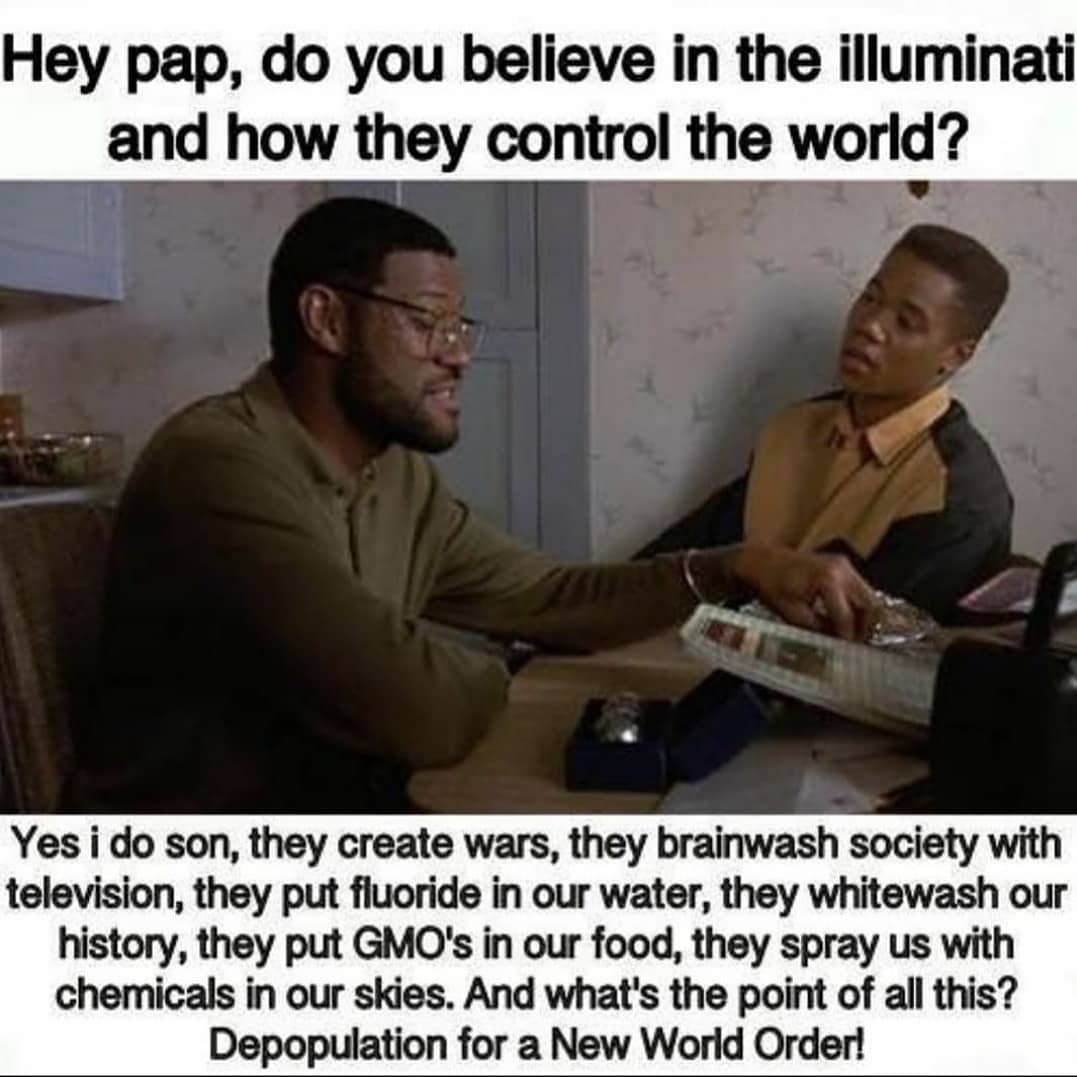 Hey pap, do you believe in the illuminati
and how they control the world?
Yes i do son, they create wars, they brainwash society with
television, they put fluoride in our water, they whitewash our
history, they put GMO's in our food, they spray us with
chemicals in our skies. And what's the point of all this?
Depopulation for a New World Order!